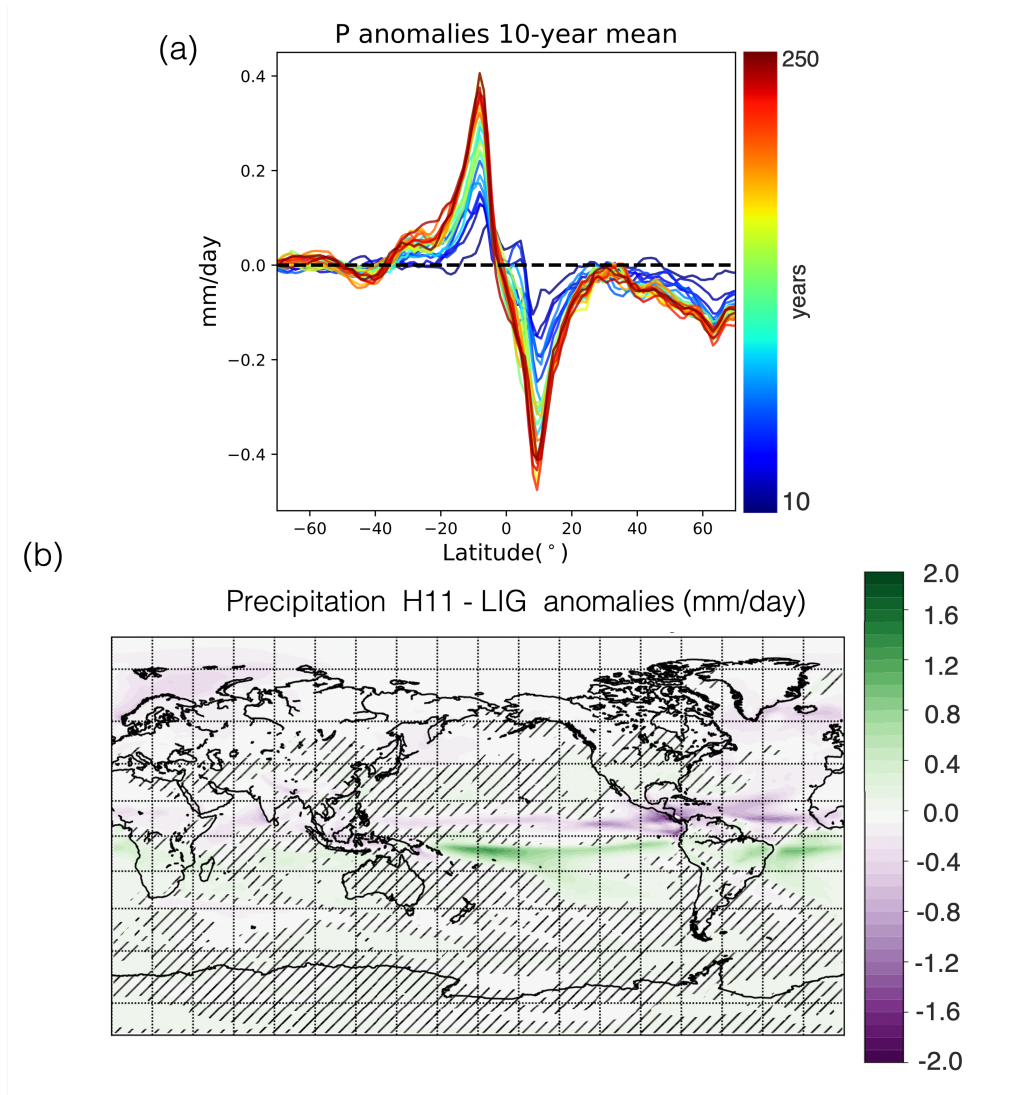 (a)
P anomalies 10-year mean
250
0.4
0.2
0.0
−0.2
−0.4
mm/day
years
10
−60 −40 −20 0 20 40 60
Latitude(°)
(b)
Precipitation H11 - LIG anomalies (mm/day)
2.0
1.6
1.2
0.8
0.4
0.0
-0.4
-0.8
-1.2
-1.6
-2.0